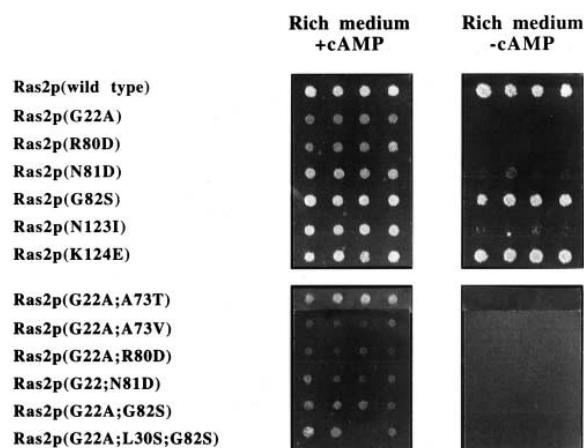 Rich medium +cAMP
Rich medium -cAMP
Ras2p(wild type)
Ras2p(G22A)
Ras2p(R80D)
Ras2p(N81D)
Ras2p(G82S)
Ras2p(N123I)
Ras2p(K124E)
Ras2p(G22A;A73T)
Ras2p(G22A;A73V)
Ras2p(G22A;R80D)
Ras2p(G22;N81D)
Ras2p(G22A;G82S)
Ras2p(G22A;L30S;G82S)